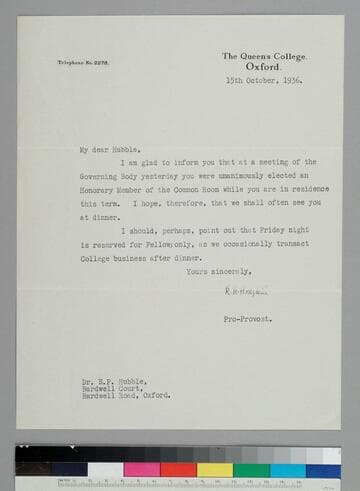 Telephone No. 2278.
The Queen's College.
Oxford.
15th October, 1936.
My dear Hubble,
I am glad to inform you that at a meeting of the
Governing Body yesterday you were unanimously elected an
Honorary Member of the Common Room while you are in residence
this term. I hope, therefore, that we shall often see you
at dinner.
I should, perhaps, point out that Friday night
is reserved for Fellows only, as we occasionally transact
College business after dinner.
Yours sincerely,
Pro-Provost.
Dr. E.P. Hubble,
Bardwell Court,
Bardwell Road, Oxford.